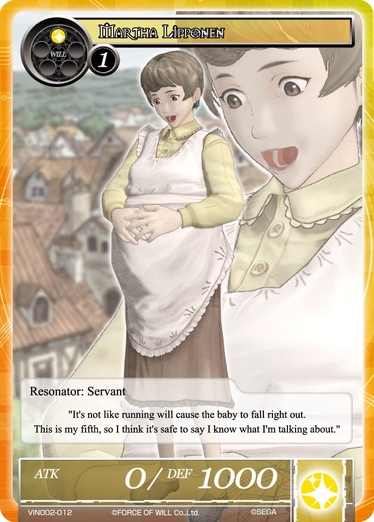 Martha Lipponen
WILL
1
Resonator: Servant
"It's not like running will cause the baby to fall right out.
This is my fifth, so I think it's safe to say I know what I'm talking about."
ATK 0 / DEF 1000
VIN002-012 ©FORCE OF WILL Co.,Ltd. ©SEGA